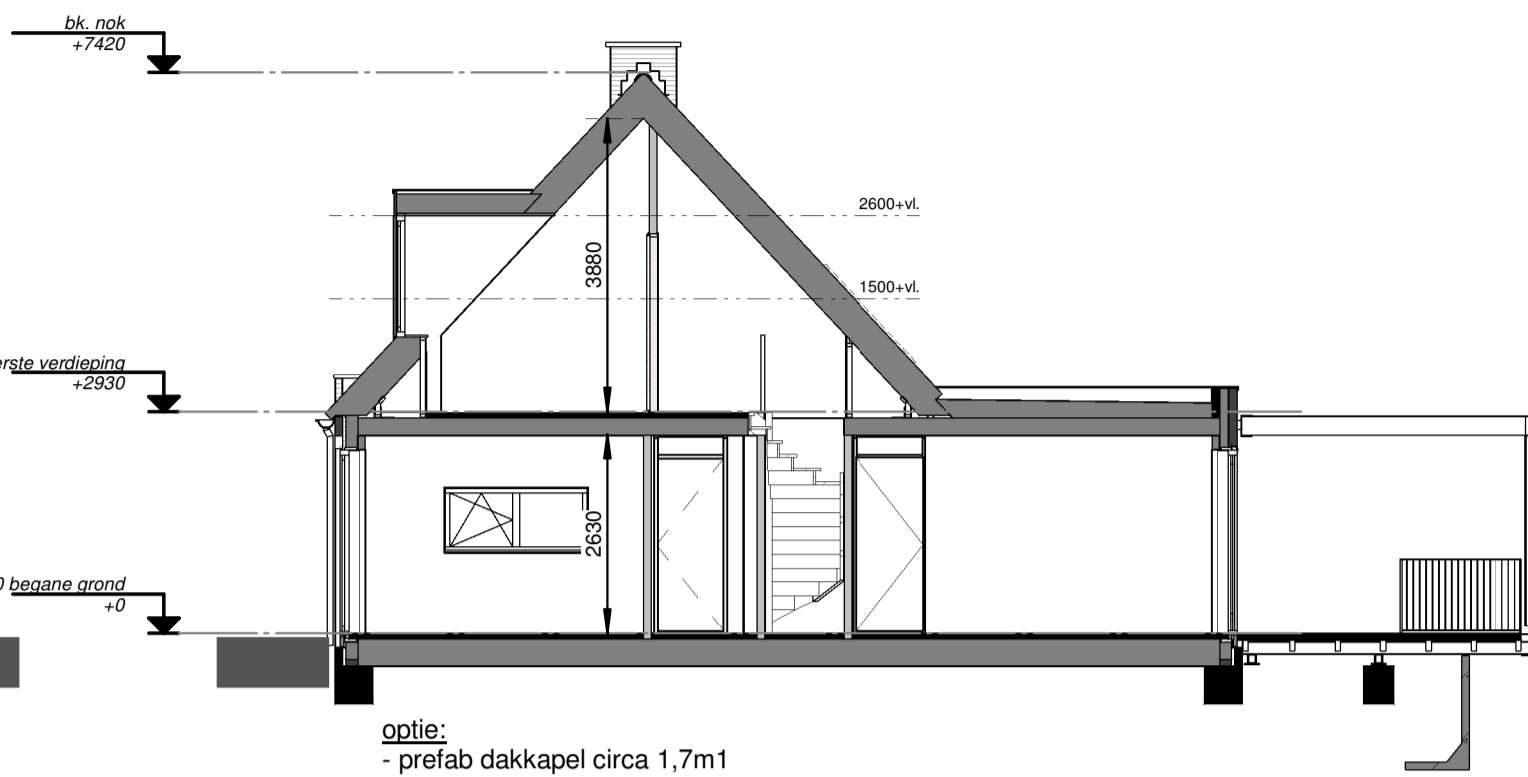 bk. nok
+7420
2600+vl.
3880
1500+vl.
erste verdieping
+2930
2630
0 begane grond
+0
optie:
- prefab dakkapel circa 1,7m1